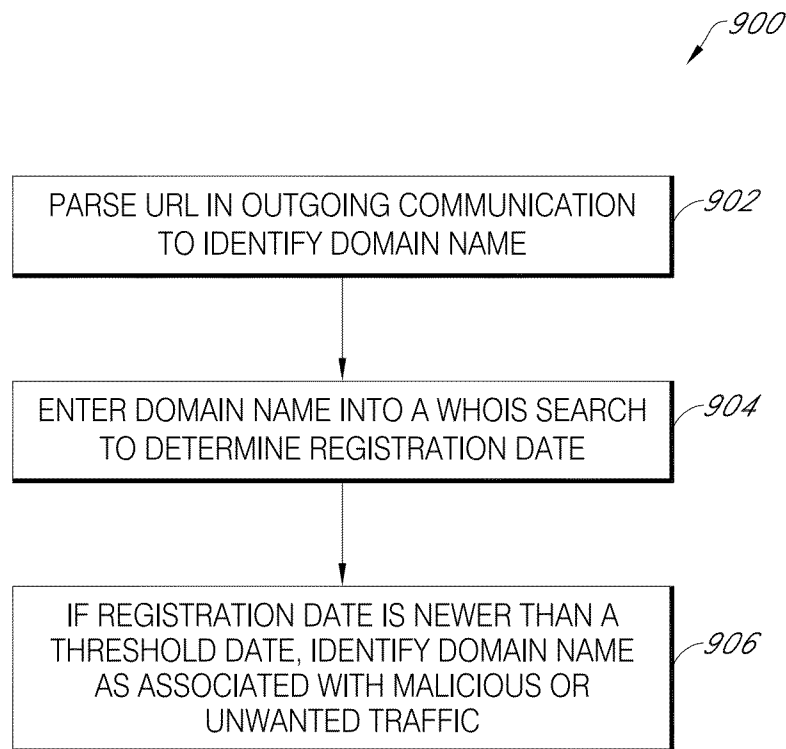 900
PARSE URL IN OUTGOING COMMUNICATION
TO IDENTIFY DOMAIN NAME
902
ENTER DOMAIN NAME INTO A WHOIS SEARCH
TO DETERMINE REGISTRATION DATE
904
IF REGISTRATION DATE IS NEWER THAN A
THRESHOLD DATE, IDENTIFY DOMAIN NAME
AS ASSOCIATED WITH MALICIOUS OR
UNWANTED TRAFFIC
906